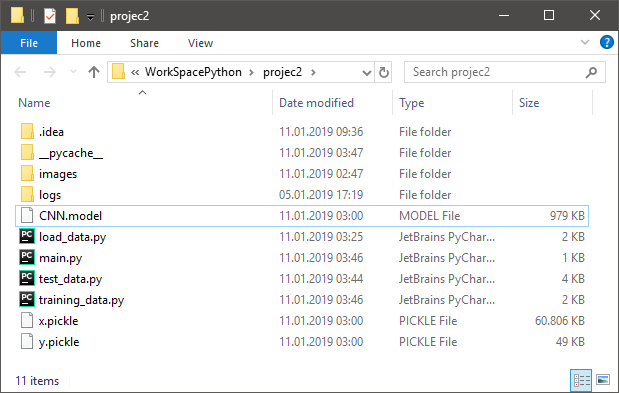 projec2
File Home Share View
« WorkSpacePython projec2 Search projec2
Name Date modified Type Size
.idea 11.01.2019 09:36 File folder
__pycache__ 11.01.2019 03:47 File folder
images 11.01.2019 02:47 File folder
logs 05.01.2019 17:19 File folder
CNN.model 11.01.2019 03:00 MODEL File 979 KB
PC load_data.py 11.01.2019 03:25 JetBrains PyChar... 2 KB
PC main.py 11.01.2019 03:46 JetBrains PyChar... 1 KB
PC test_data.py 11.01.2019 03:44 JetBrains PyChar... 4 KB
PC training_data.py 11.01.2019 03:46 JetBrains PyChar... 2 KB
x.pickle 11.01.2019 03:00 PICKLE File 60.806 KB
y.pickle 11.01.2019 03:00 PICKLE File 49 KB
11 items